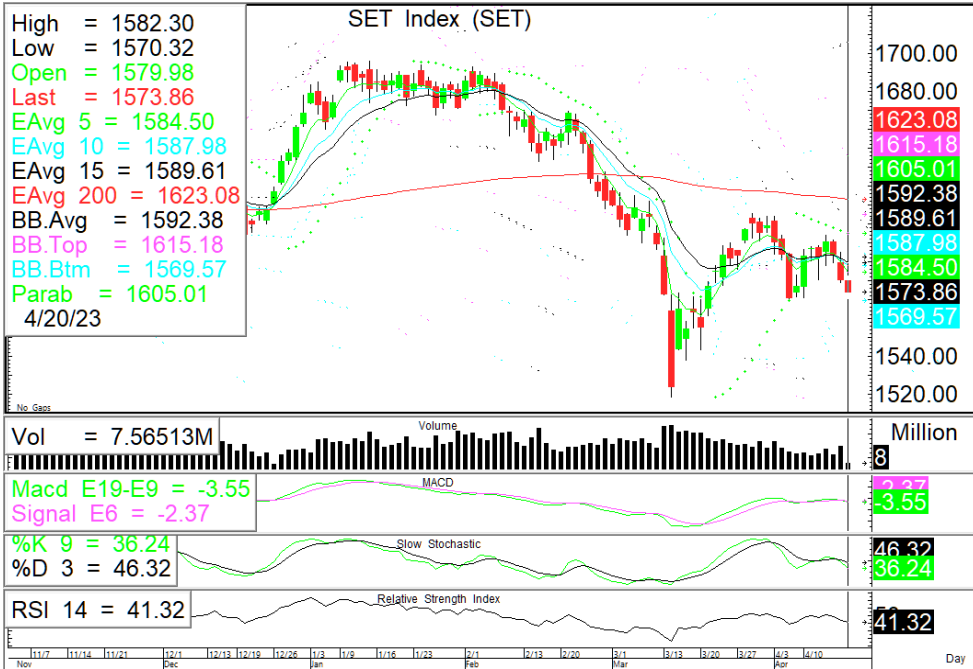 SET Index (SET)
High = 1582.30
Low = 1570.32
Open = 1579.98
Last = 1573.86
EAvg 5 = 1584.50
EAvg 10 = 1587.98
EAvg 15 = 1589.61
EAvg 200 = 1623.08
BB.Avg = 1592.38
BB.Top = 1615.18
BB.Btm = 1569.57
Parab = 1605.01
4/20/23
1700.00
1680.00
1623.08
1615.18
1605.01
1592.38
1589.61
1587.98
1584.50
1573.86
1569.57
1540.00
1520.00
No Gaps
Volume
Vol = 7.56513M
Million
8
MACD
Macd E19-E9 = -3.55
Signal E6 = -2.37
-2.37
-3.55
Slow Stochastic
%K 9 = 36.24
%D 3 = 46.32
46.32
36.24
Relative Strength Index
RSI 14 = 41.32
41.32
11/7 11/14 11/21 12/1 12/13 12/19 12/26 1/3 1/9 1/16 1/23 2/1 2/13 2/20 3/1 3/13 3/20 3/27 4/3 4/10
Nov Dec Jan Feb Mar Apr
Day